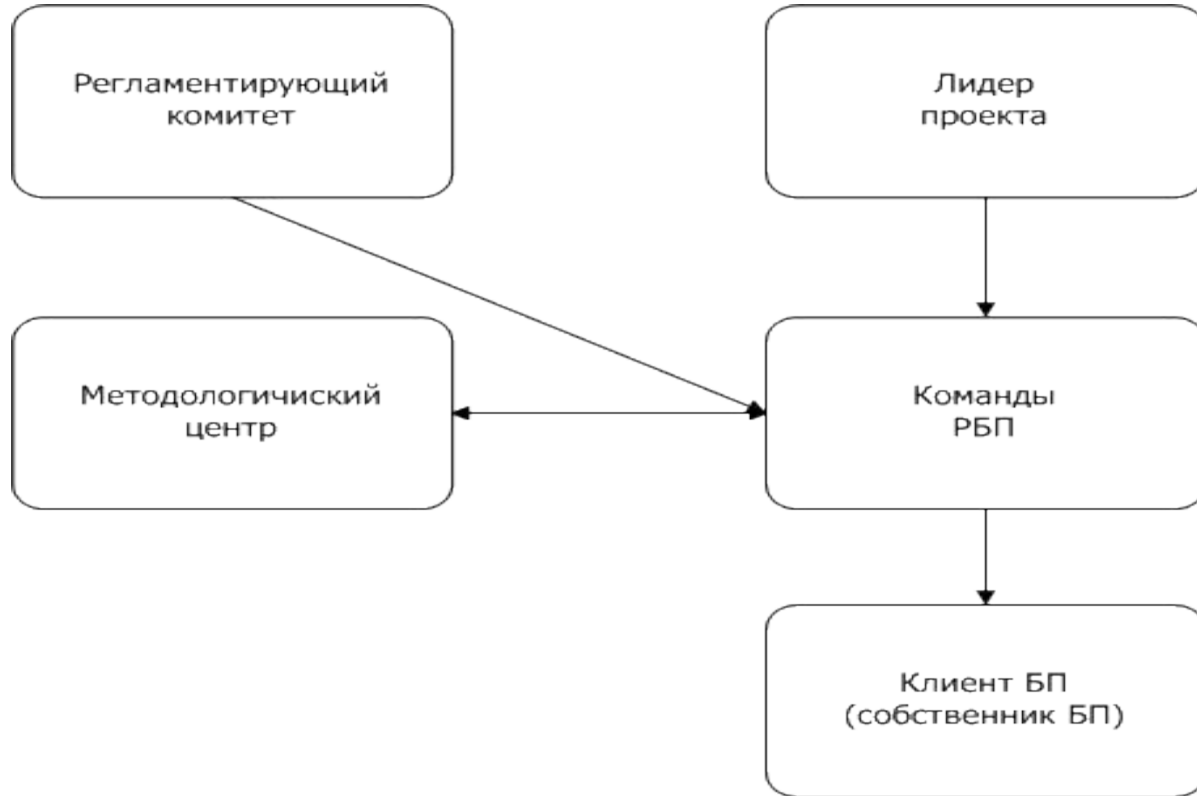 Регламентирующий
комитет
Лидер
проекта
Методологичиский
центр
Команды
РБП
Клиент БП
(собственник БП)